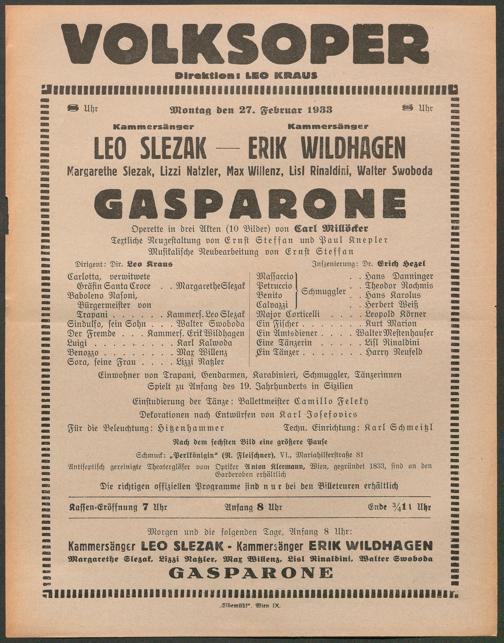 VOLKSOPER
Direktion: LEO KRAUS
8 Uhr Montag den 27. Februar 1933 8 Uhr
Kammersänger Kammersänger
LEO SLEZAK — ERIK WILDHAGEN
Margarethe Slezak, Lizzi Natzler, Max Willenz, Lisl Rinaldini, Walter Swoboda
GASPARONE
Operette in drei Akten (10 Bilder) von Carl Millöcker
Textliche Neugestaltung von Ernst Steffan und Paul Knepler
Musikalische Neubearbeitung von Ernst Steffan
Dirigent: Dir. Leo Kraus Inszenierung: Dr. Erich Hezel
Carlotta, verwitwete
Gräfin Santa Croce . . Margarethe Slezak
Baboleno Nasoni,
Bürgermeister von
Trapani . . . . . Kammers. Leo Slezak
Sindulfo, sein Sohn . . Walter Swoboda
Der Fremde . . Kammers. Erik Wildhagen
Luigi . . . . . . . Karl Kalwoda
Benozzo . . . . . . Max Willenz
Sora, seine Frau . . . . Lizzi Natzler
Massaccio . . Hans Danninger
Petruccio . . Theodor Rochmis
Benito . . Hans Karolus
Schmuggler
Calvazzi . . Herbert Weiß
Major Corticelli . . . Leopold Körner
Ein Fischer . . . . . Kurt Marion
Ein Amtsdiener . . Walter Mestenhauser
Eine Tänzerin . . . . Lisl Rinaldini
Ein Tänzer . . . . . Harry Neufeld
Einwohner von Trapani, Gendarmen, Karabinieri, Schmuggler, Tänzerinnen
Spielt zu Anfang des 19. Jahrhunderts in Sizilien
Einstudierung der Tänze: Ballettmeister Camillo Feleky
Dekorationen nach Entwürfen von Karl Josefovics
Für die Beleuchtung: Hitzenhammer Techn. Einrichtung: Karl Schmeitzl
Nach dem sechsten Bild eine größere Pause
Schmuck: „Perlkönigin“ (R. Fleischner), VI., Mariahilferstraße 81
Antiseptisch gereinigte Theatergläser vom Optiker Anton Kleemann, Wien, gegründet 1833, sind an den
Garderoben erhältlich
Die richtigen offiziellen Programme sind nur bei den Billeteuren erhältlich
Kassen-Eröffnung 7 Uhr Anfang 8 Uhr Ende ¾11 Uhr
Morgen und die folgenden Tage, Anfang 8 Uhr:
Kammersänger LEO SLEZAK - Kammersänger ERIK WILDHAGEN
Margarethe Slezak, Lizzi Natzler, Max Willenz, Lisl Rinaldini, Walter Swoboda
GASPARONE
„Elbemühl“, Wien IX.